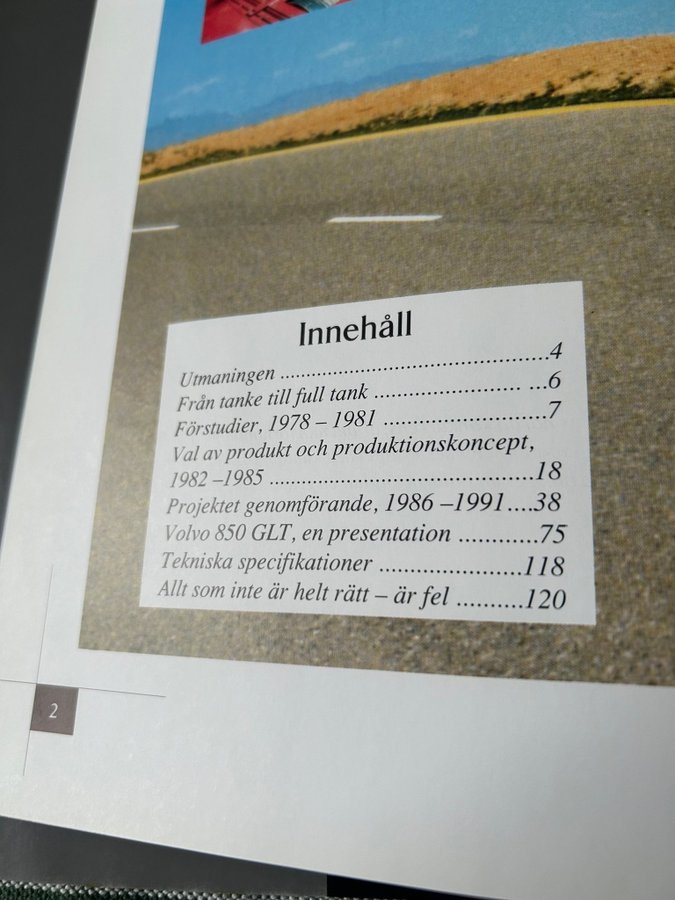 Innehåll
Utmaningen ................................................4
Från tanke till full tank .......................... ...6
Förstudier, 1978 – 1981 .............................7
Val av produkt och produktionskoncept,
1982 –1985 ..............................................18
Projektet genomförande, 1986 –1991....38
Volvo 850 GLT, en presentation ............75
Tekniska specifikationer ......................118
Allt som inte är helt rätt – är fel ..........120
2